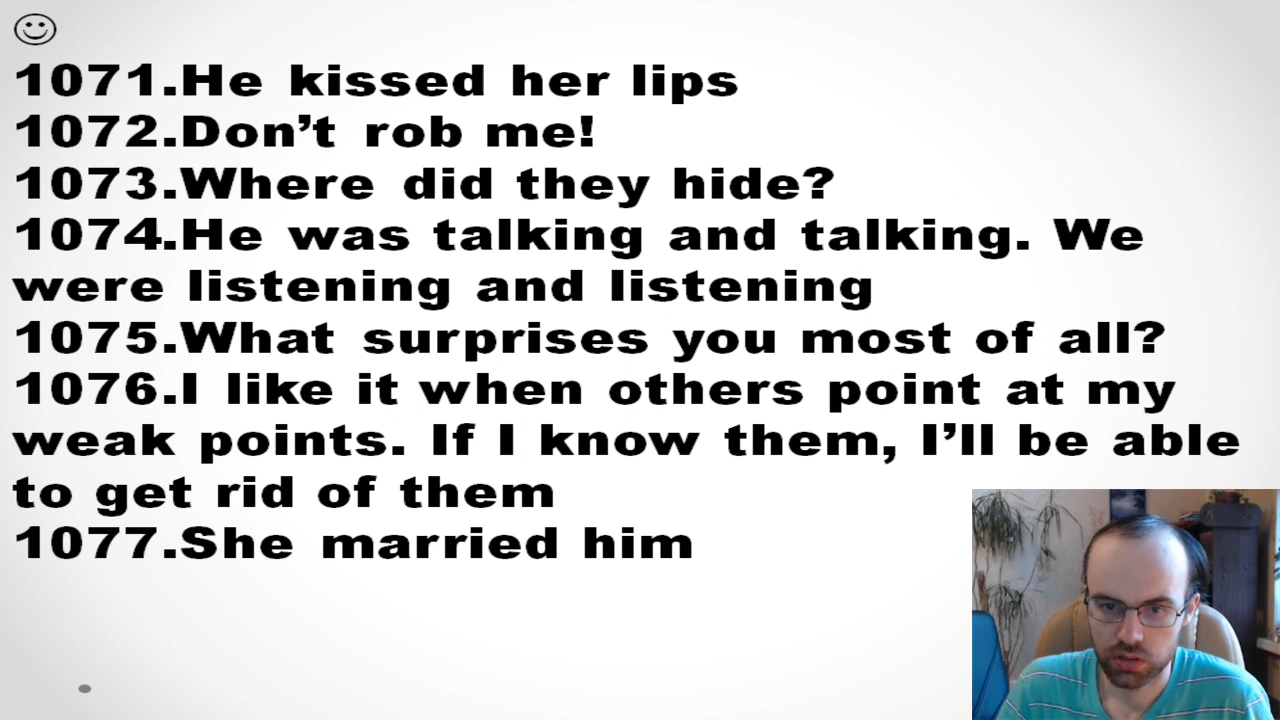 1071.He kissed her lips
1072.Don’t rob me!
1073.Where did they hide?
1074.He was talking and talking. We
were listening and listening
1075.What surprises you most of all?
1076.I like it when others point at my
weak points. If I know them, I’ll be able
to get rid of them
1077.She married him